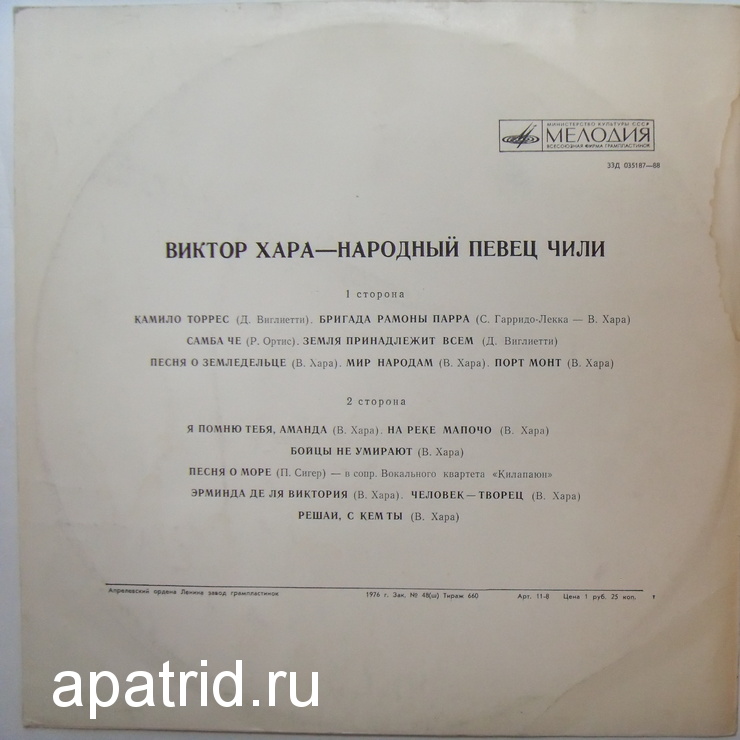 МИНИСТЕРСТВО КУЛЬТУРЫ СССР
МЕЛОДИЯ
ВСЕСОЮЗНАЯ ФИРМА ГРАМПЛАСТИНОК
33Д 035187—88
ВИКТОР ХАРА—НАРОДНЫЙ ПЕВЕЦ ЧИЛИ
1 сторона
КАМИЛО ТОРРЕС (Д. Виглиетти). БРИГАДА РАМОНЫ ПАРРА (С. Гарридо-Лекка — В. Хара)
САМБА ЧЕ (Р. Ортис). ЗЕМЛЯ ПРИНАДЛЕЖИТ ВСЕМ (Д. Виглиетти)
ПЕСНЯ О ЗЕМЛЕДЕЛЬЦЕ (В. Хара). МИР НАРОДАМ (В. Хара). ПОРТ МОНТ (В. Хара)
2 сторона
Я ПОМНЮ ТЕБЯ, АМАНДА (В. Хара). НА РЕКЕ МАПОЧО (В. Хара)
БОЙЦЫ НЕ УМИРАЮТ (В. Хара)
ПЕСНЯ О МОРЕ (П. Сигер) — в сопр. Вокального квартета «Килапаюн»
ЭРМИНДА ДЕ ЛЯ ВИКТОРИЯ (В. Хара). ЧЕЛОВЕК—ТВОРЕЦ (В. Хара)
РЕШАЙ, С КЕМ ТЫ (В. Хара)
Апрелевский ордена Ленина завод грампластинок 1976 г. Зак. № 48(ш) Тираж 660 Арт. 11-8 Цена 1 руб. 25 коп. т
apatrid.ru